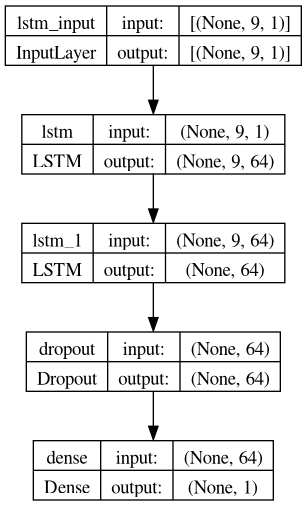 lstm_input input: [(None, 9, 1)]
InputLayer output: [(None, 9, 1)]
lstm input: (None, 9, 1)
LSTM output: (None, 9, 64)
lstm_1 input: (None, 9, 64)
LSTM output: (None, 64)
dropout input: (None, 64)
Dropout output: (None, 64)
dense input: (None, 64)
Dense output: (None, 1)